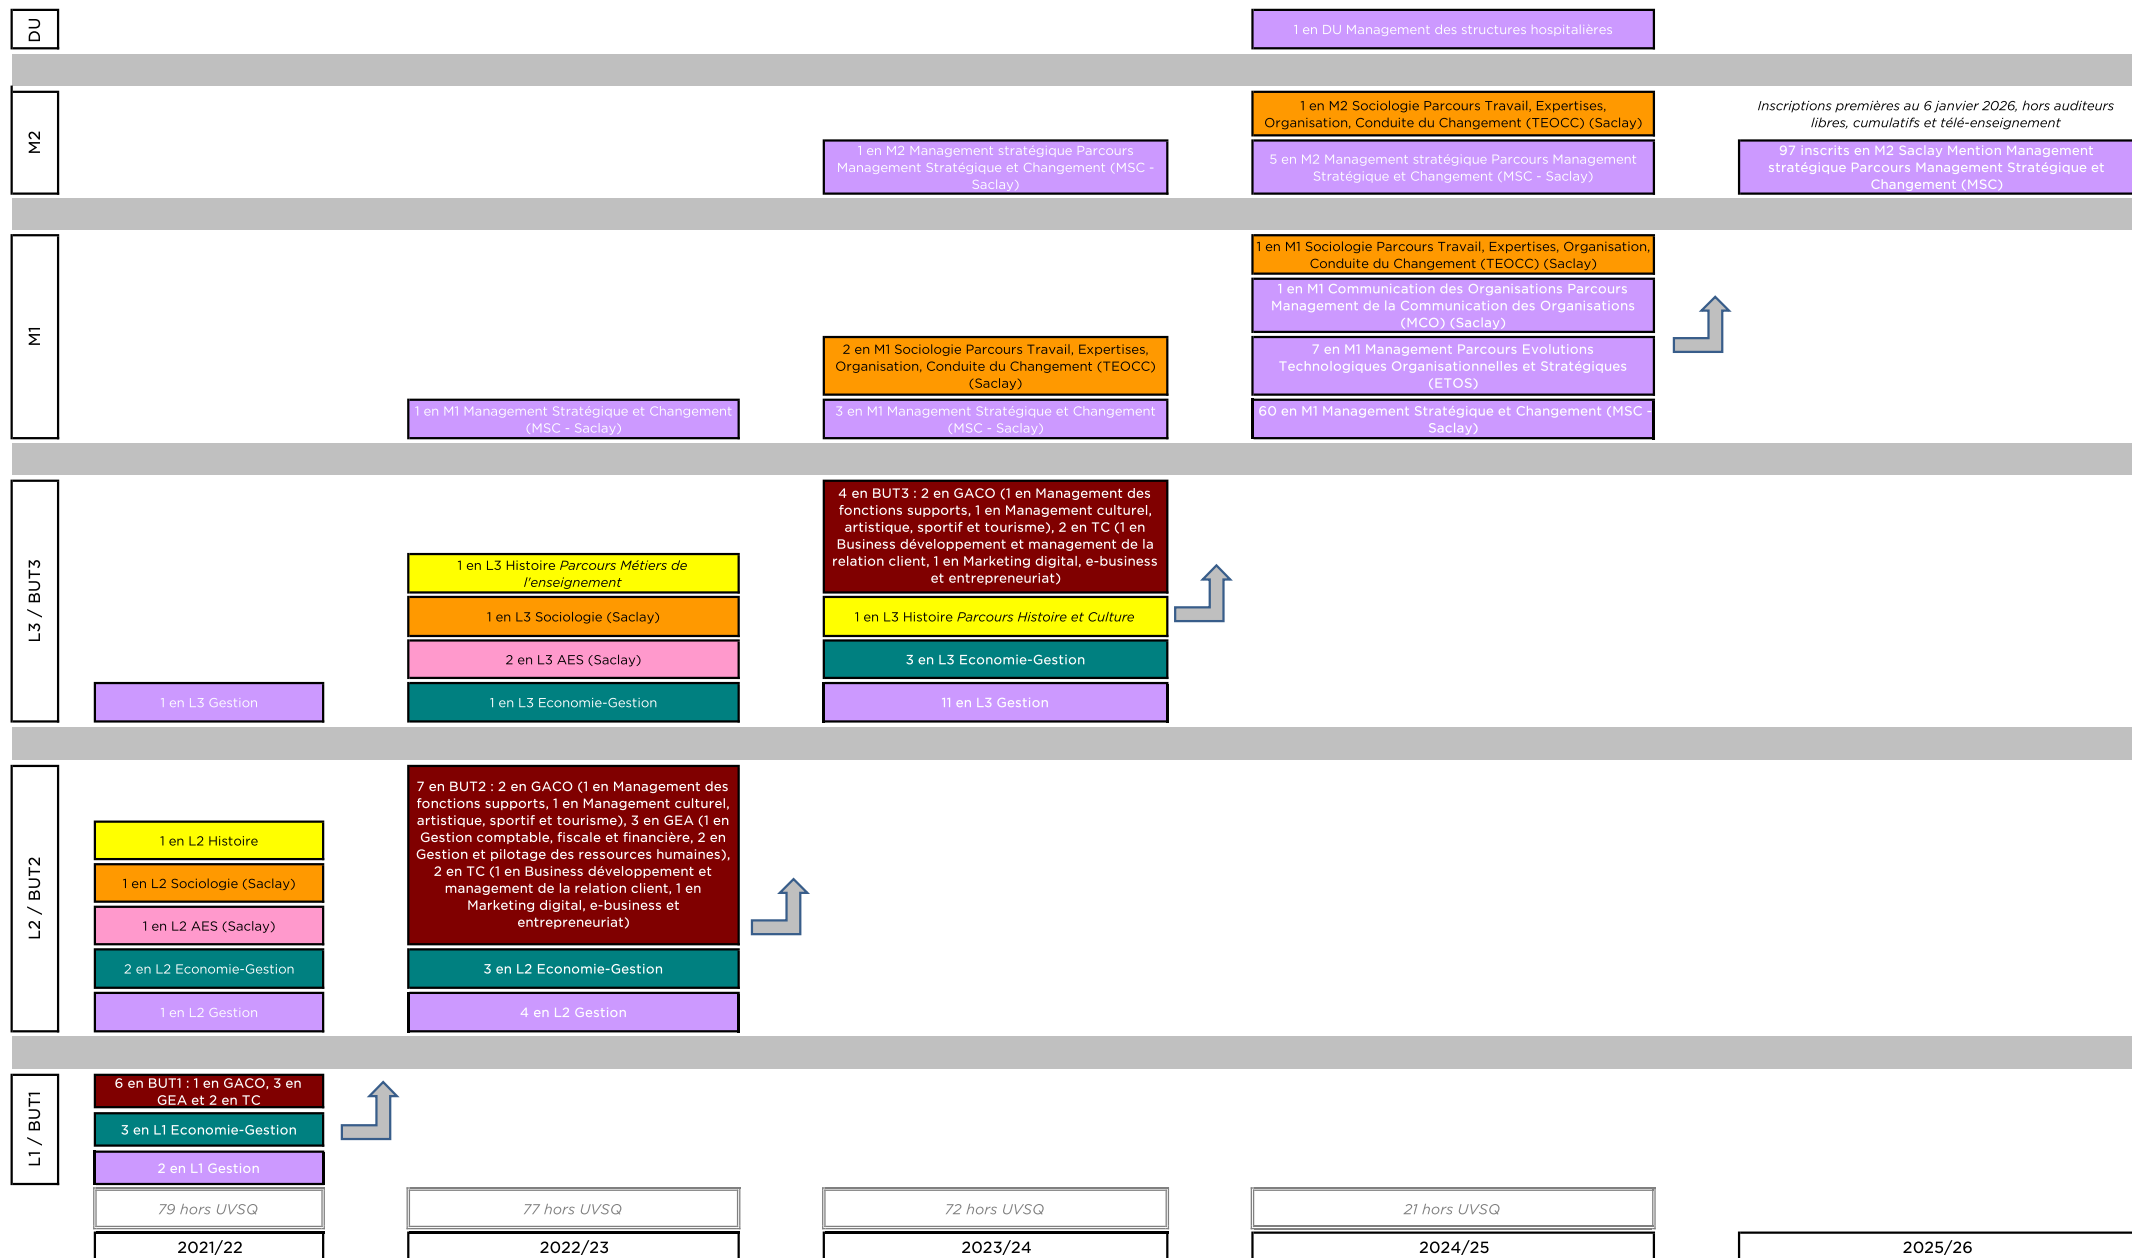 DU
1 en DU Management des structures hospitalières
M2
1 en M2 Management stratégique Parcours
Management Stratégique et Changement (MSC -
Saclay)
1 en M2 Sociologie Parcours Travail, Expertises,
Organisation, Conduite du Changement (TEOCC) (Saclay)
5 en M2 Management stratégique Parcours Management
Stratégique et Changement (MSC - Saclay)
Inscriptions premières au 6 janvier 2026, hors auditeurs
libres, cumulatifs et télé-enseignement
97 inscrits en M2 Saclay Mention Management
stratégique Parcours Management Stratégique et
Changement (MSC)
M1
1 en M1 Management Stratégique et Changement
(MSC - Saclay)
2 en M1 Sociologie Parcours Travail, Expertises,
Organisation, Conduite du Changement (TEOCC)
(Saclay)
3 en M1 Management Stratégique et Changement
(MSC - Saclay)
1 en M1 Sociologie Parcours Travail, Expertises, Organisation,
Conduite du Changement (TEOCC) (Saclay)
1 en M1 Communication des Organisations Parcours
Management de la Communication des Organisations
(MCO) (Saclay)
7 en M1 Management Parcours Evolutions
Technologiques Organisationnelles et Stratégiques
(ETOS)
60 en M1 Management Stratégique et Changement (MSC -
Saclay)
L3 / BUT3
1 en L3 Gestion
1 en L3 Histoire Parcours Métiers de
l'enseignement
1 en L3 Sociologie (Saclay)
2 en L3 AES (Saclay)
1 en L3 Economie-Gestion
4 en BUT3 : 2 en GACO (1 en Management des
fonctions supports, 1 en Management culturel,
artistique, sportif et tourisme), 2 en TC (1 en
Business développement et management de la
relation client, 1 en Marketing digital, e-business
et entrepreneuriat)
1 en L3 Histoire Parcours Histoire et Culture
3 en L3 Economie-Gestion
11 en L3 Gestion
L2 / BUT2
1 en L2 Histoire
1 en L2 Sociologie (Saclay)
1 en L2 AES (Saclay)
2 en L2 Economie-Gestion
1 en L2 Gestion
7 en BUT2 : 2 en GACO (1 en Management des
fonctions supports, 1 en Management culturel,
artistique, sportif et tourisme), 3 en GEA (1 en
Gestion comptable, fiscale et financière, 2 en
Gestion et pilotage des ressources humaines),
2 en TC (1 en Business développement et
management de la relation client, 1 en
Marketing digital, e-business et
entrepreneuriat)
3 en L2 Economie-Gestion
4 en L2 Gestion
L1 / BUT1
6 en BUT1 : 1 en GACO, 3 en
GEA et 2 en TC
3 en L1 Economie-Gestion
2 en L1 Gestion
79 hors UVSQ
77 hors UVSQ
72 hors UVSQ
21 hors UVSQ
2021/22
2022/23
2023/24
2024/25
2025/26